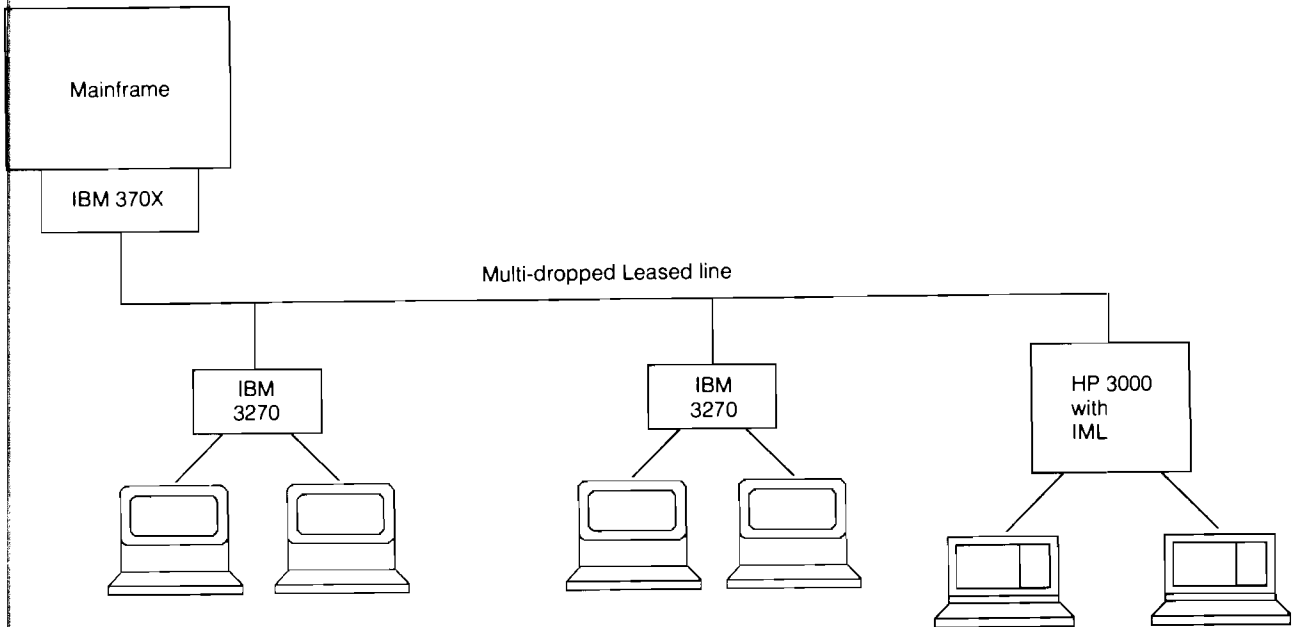 Mainframe
IBM 370X
Multi-dropped Leased line
IBM
3270
IBM
3270
HP 3000
with
IML